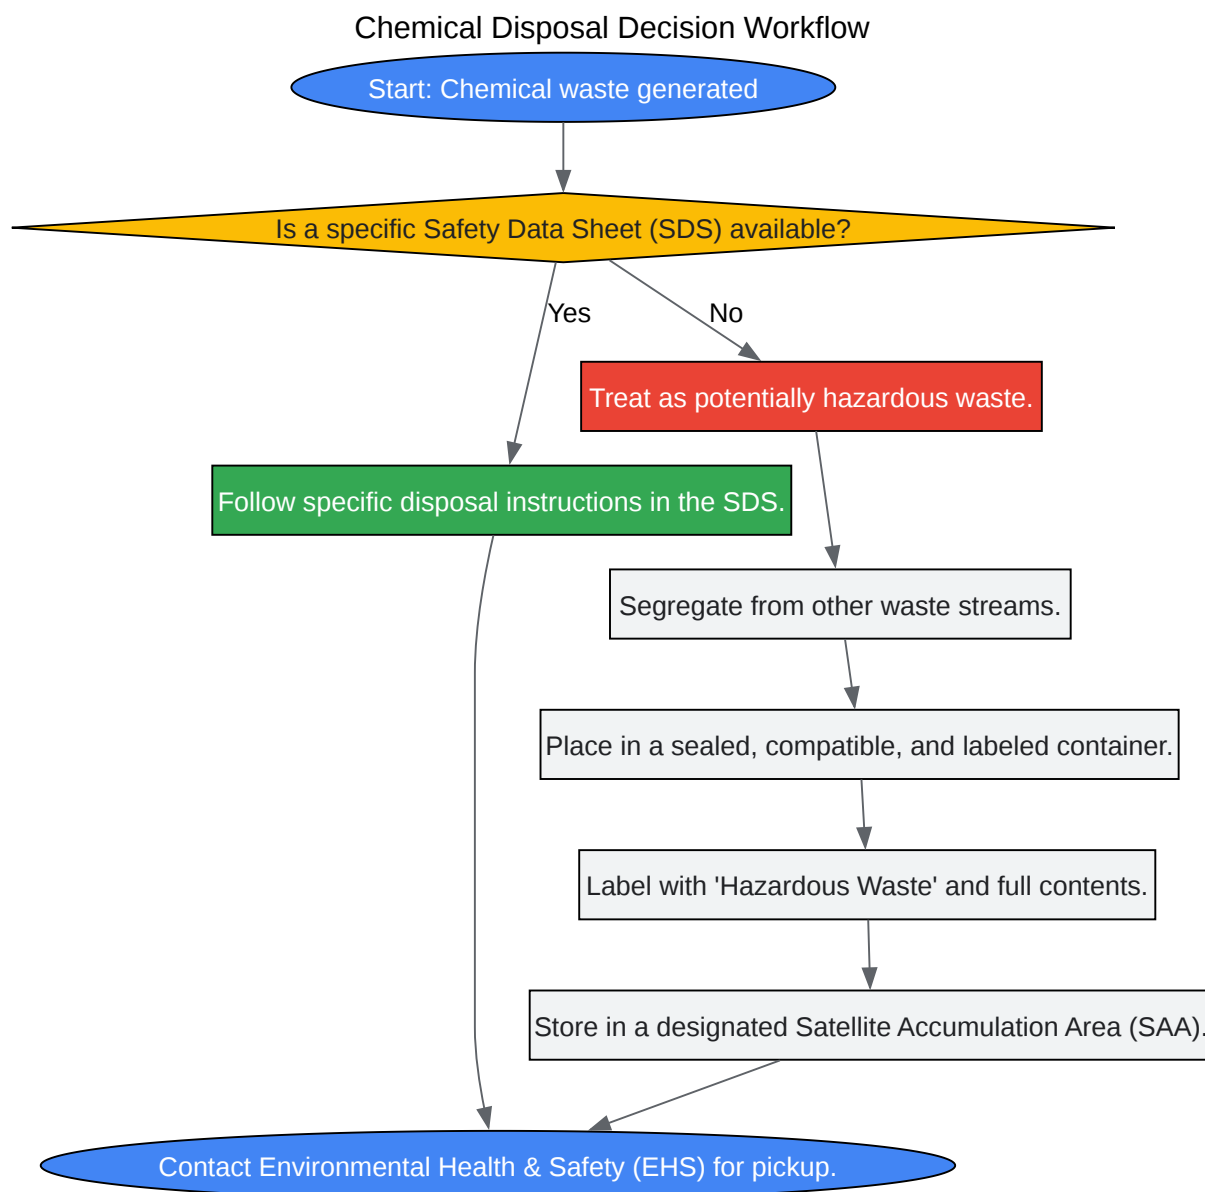 Chemical Disposal Decision Workflow
Start: Chemical waste generated
Is a specific Safety Data Sheet (SDS) available?
Yes
No
Treat as potentially hazardous waste.
Follow specific disposal instructions in the SDS.
Segregate from other waste streams.
Place in a sealed, compatible, and labeled container.
Label with 'Hazardous Waste' and full contents.
Store in a designated Satellite Accumulation Area (SAA).
Contact Environmental Health & Safety (EHS) for pickup.